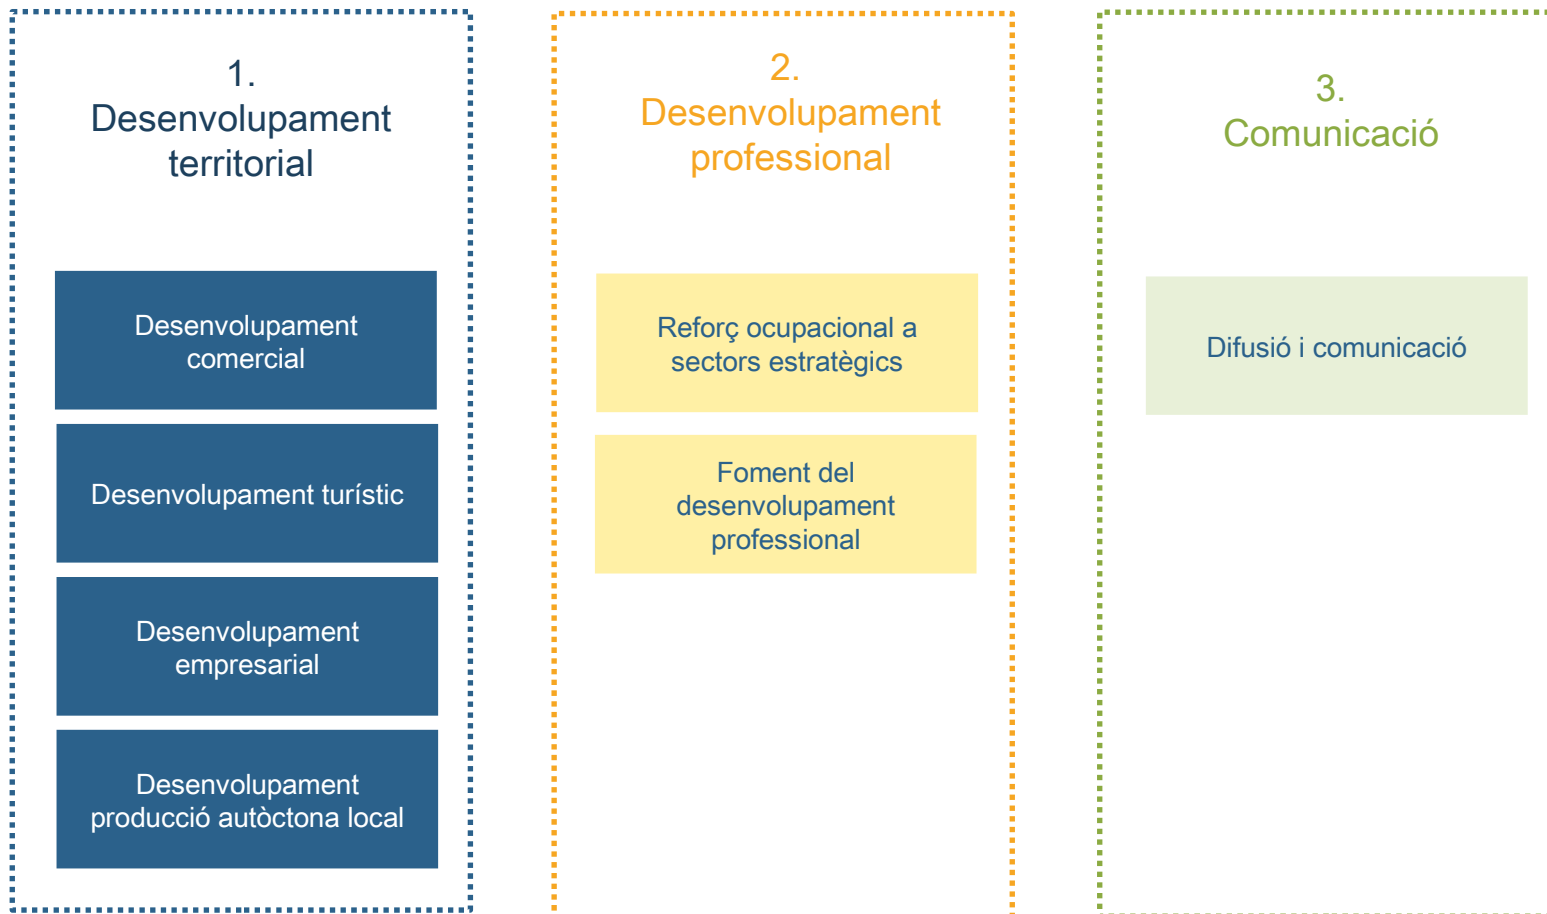 1.
Desenvolupament
territorial
Desenvolupament
comercial
Desenvolupament turístic
Desenvolupament
empresarial
Desenvolupament
producció autòctona local
2.
Desenvolupament
professional
Reforç ocupacional a
sectors estratègics
Foment del
desenvolupament
professional
3.
Comunicació
Difusió i comunicació